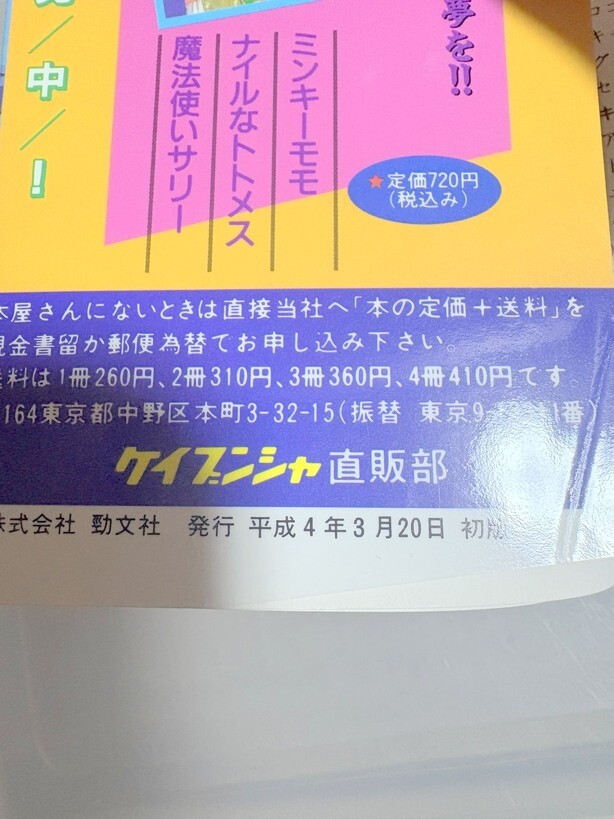 夢を!!
中!
ミンキーモモ
ナイルなトトメス
魔法使いサリー
★定価720円
(税込み)
本屋さんにないときは直接当社へ「本の定価＋送料」を
現金書留か郵便為替でお申し込み下さい。
送料は1冊260円、2冊310円、3冊360円、4冊410円です。
164東京都中野区本町3-32-15(振替 東京9-
ケイブンシャ直販部
株式会社 勁文社 発行 平成4年3月20日 初版